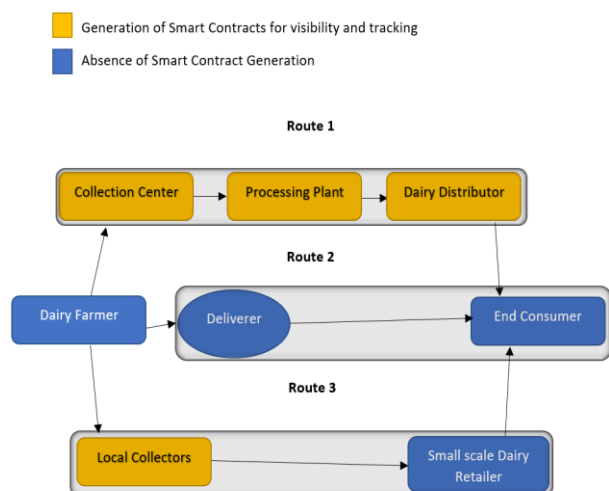 Generation of Smart Contracts for visibility and tracking
Absence of Smart Contract Generation
Route 1
Collection Center
Processing Plant
Dairy Distributor
Route 2
Dairy Farmer
Deliverer
End Consumer
Route 3
Local Collectors
Small scale Dairy
Retailer